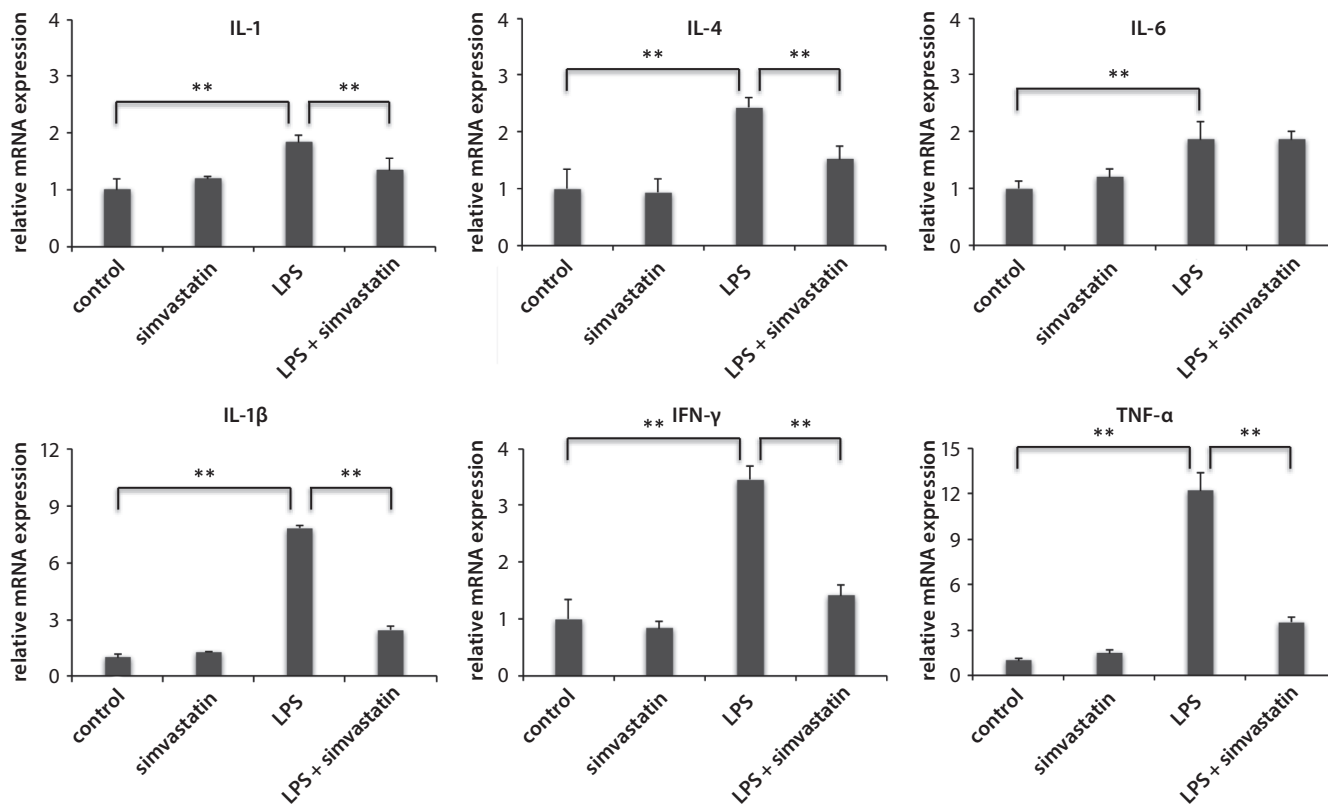 IL-1
relative mRNA expression
4
3
2
1
0
**
**
control
simvastatin
LPS
LPS + simvastatin
IL-4
relative mRNA expression
4
3
2
1
0
**
**
control
simvastatin
LPS
LPS + simvastatin
IL-6
relative mRNA expression
4
3
2
1
0
**
control
simvastatin
LPS
LPS + simvastatin
IL-1β
relative mRNA expression
12
9
6
3
0
**
**
control
simvastatin
LPS
LPS + simvastatin
IFN-γ
relative mRNA expression
4
3
2
1
0
**
**
control
simvastatin
LPS
LPS + simvastatin
TNF-α
relative mRNA expression
15
12
9
6
3
0
**
**
control
simvastatin
LPS
LPS + simvastatin